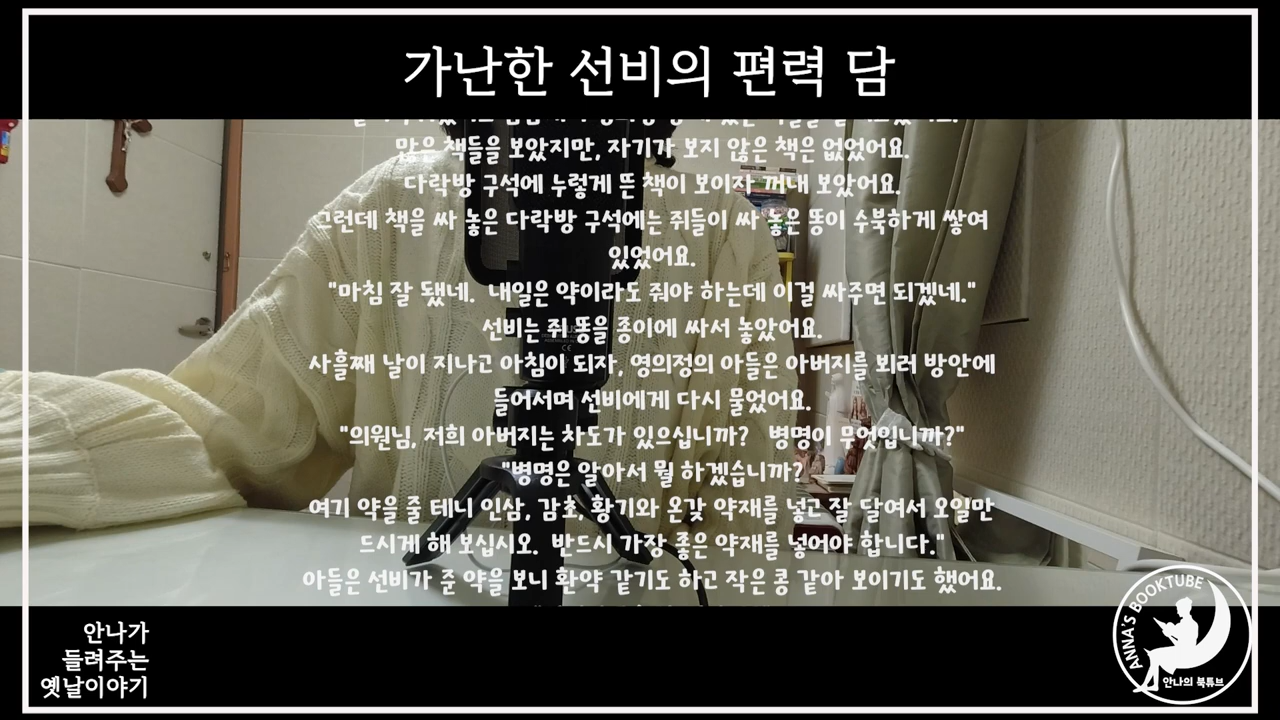 가난한 선비의 편력 담
많은 책들을 보았지만, 자기가 보지 않은 책은 없었어요.
다락방 구석에 누렇게 뜬 책이 보이자 꺼내 보았어요.
그런데 책을 싸 놓은 다락방 구석에는 쥐들이 싸 놓은 똥이 수북하게 쌓여
있었어요.
"마침 잘 됐네. 내일은 약이라도 줘야 하는데 이걸 싸주면 되겠네."
선비는 쥐 똥을 종이에 싸서 놓았어요.
사흘째 날이 지나고 아침이 되자, 영의정의 아들은 아버지를 뵈러 방안에
들어서며 선비에게 다시 물었어요.
"의원님, 저희 아버지는 차도가 있으십니까? 병명이 무엇입니까?"
"병명은 알아서 뭘 하겠습니까?
여기 약을 줄 테니 인삼, 감초, 황기와 온갖 약재를 넣고 잘 달여서 오일만
드시게 해 보십시오. 반드시 가장 좋은 약재를 넣어야 합니다."
아들은 선비가 준 약을 보니 환약 같기도 하고 작은 콩 같아 보이기도 했어요.
안나가
들려주는
옛날이야기
ANNA'S BOOKTUBE
안나의 북튜브